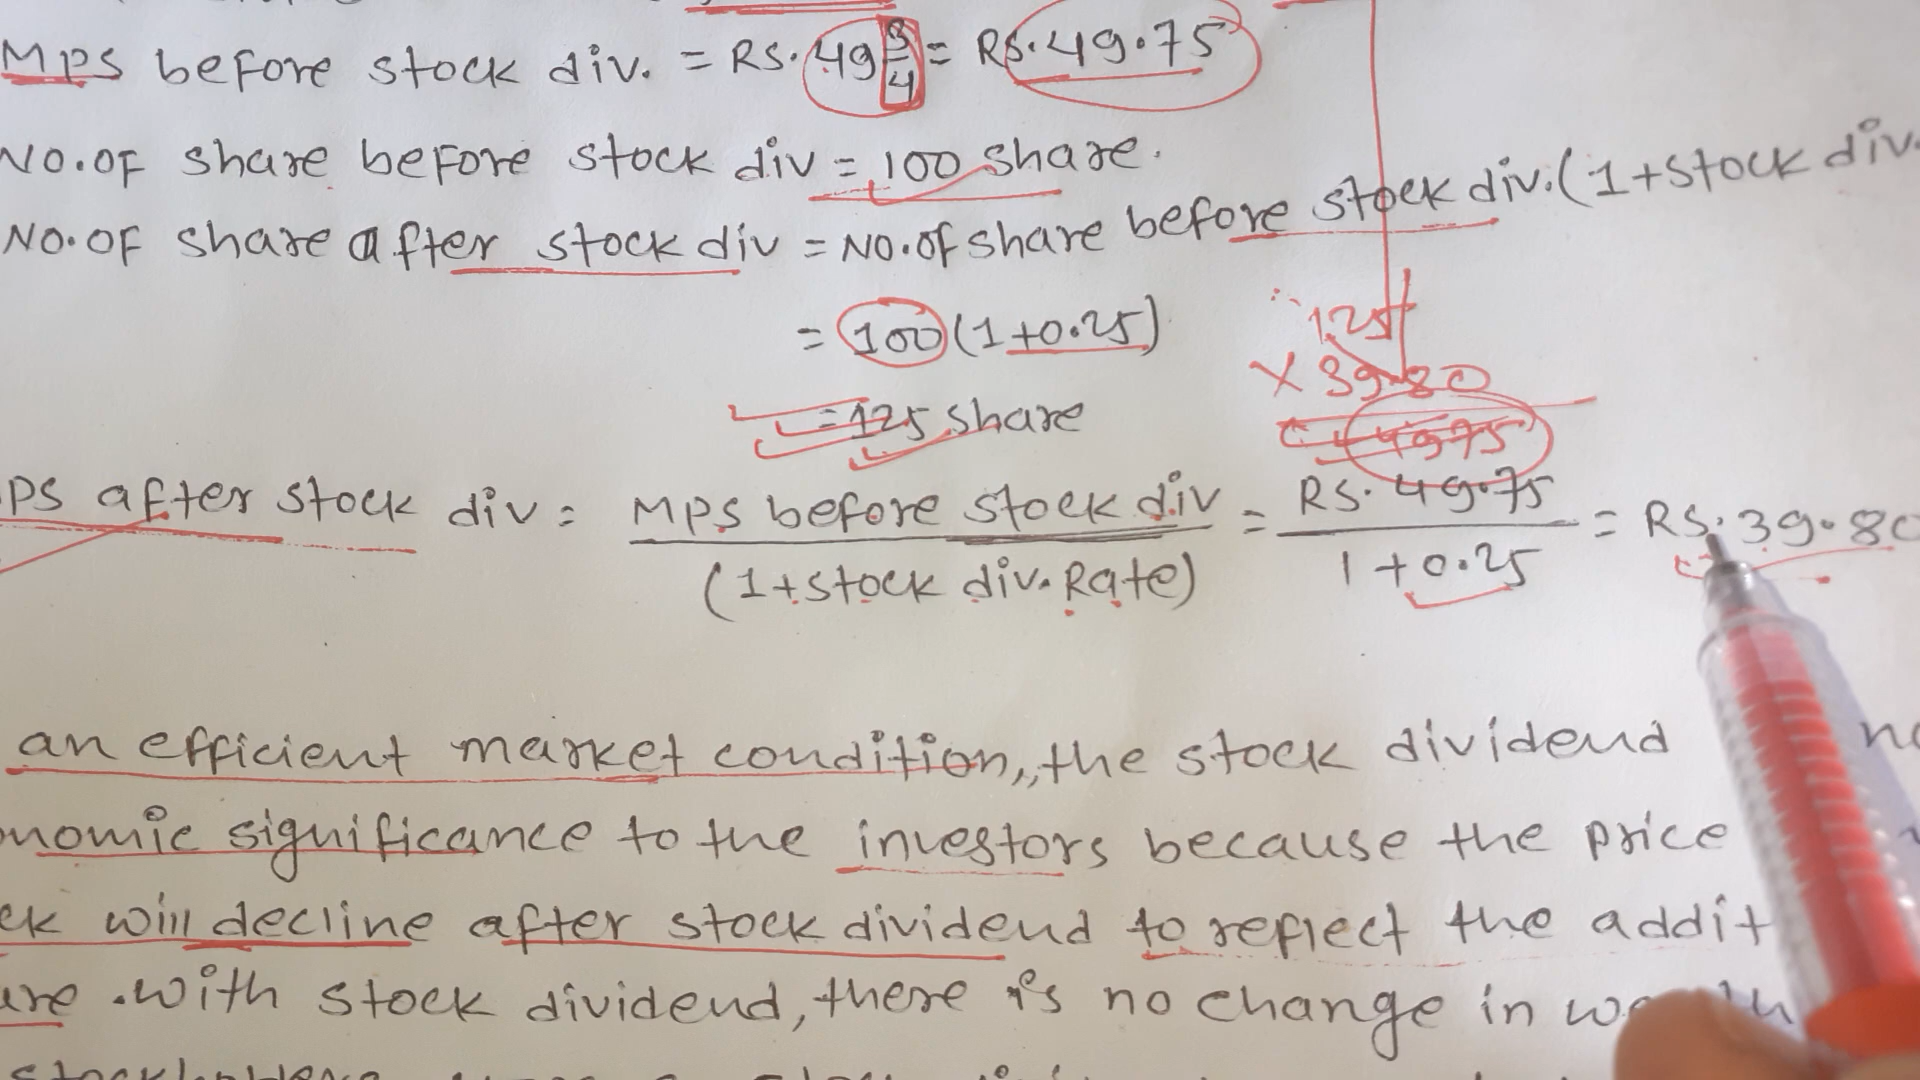 MPS before stock div. = RS. 49 3/4 = RS. 49.75
NO. OF share before stock div = 100 share.
NO. OF share after stock div = NO. of share before stock div. (1+stock div.
= 100 (1+0.25)
= 125 share
125
× 39.80
4975
PS after stock div = MPS before stock div / (1+stock div. Rate) = RS. 49.75 / 1+0.25 = RS. 39.80
an efficient market condition, the stock dividend
nomic significance to the investors because the price
ck will decline after stock dividend to reflect the addit
are. with stock dividend, there is no change in